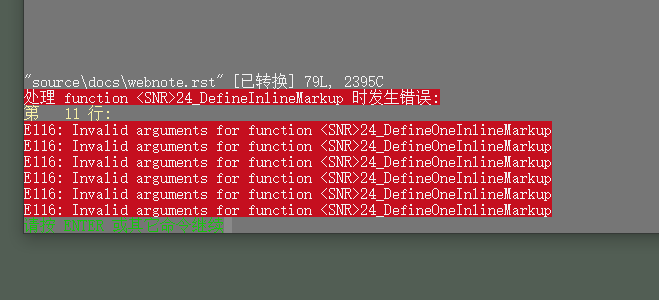 "source\docs\webnote.rst" [已转换] 79L, 2395C
处理 function <SNR>24_DefineInlineMarkup 时发生错误:
第   11 行:
E116: Invalid arguments for function <SNR>24_DefineOneInlineMarkup
E116: Invalid arguments for function <SNR>24_DefineOneInlineMarkup
E116: Invalid arguments for function <SNR>24_DefineOneInlineMarkup
E116: Invalid arguments for function <SNR>24_DefineOneInlineMarkup
E116: Invalid arguments for function <SNR>24_DefineOneInlineMarkup
E116: Invalid arguments for function <SNR>24_DefineOneInlineMarkup